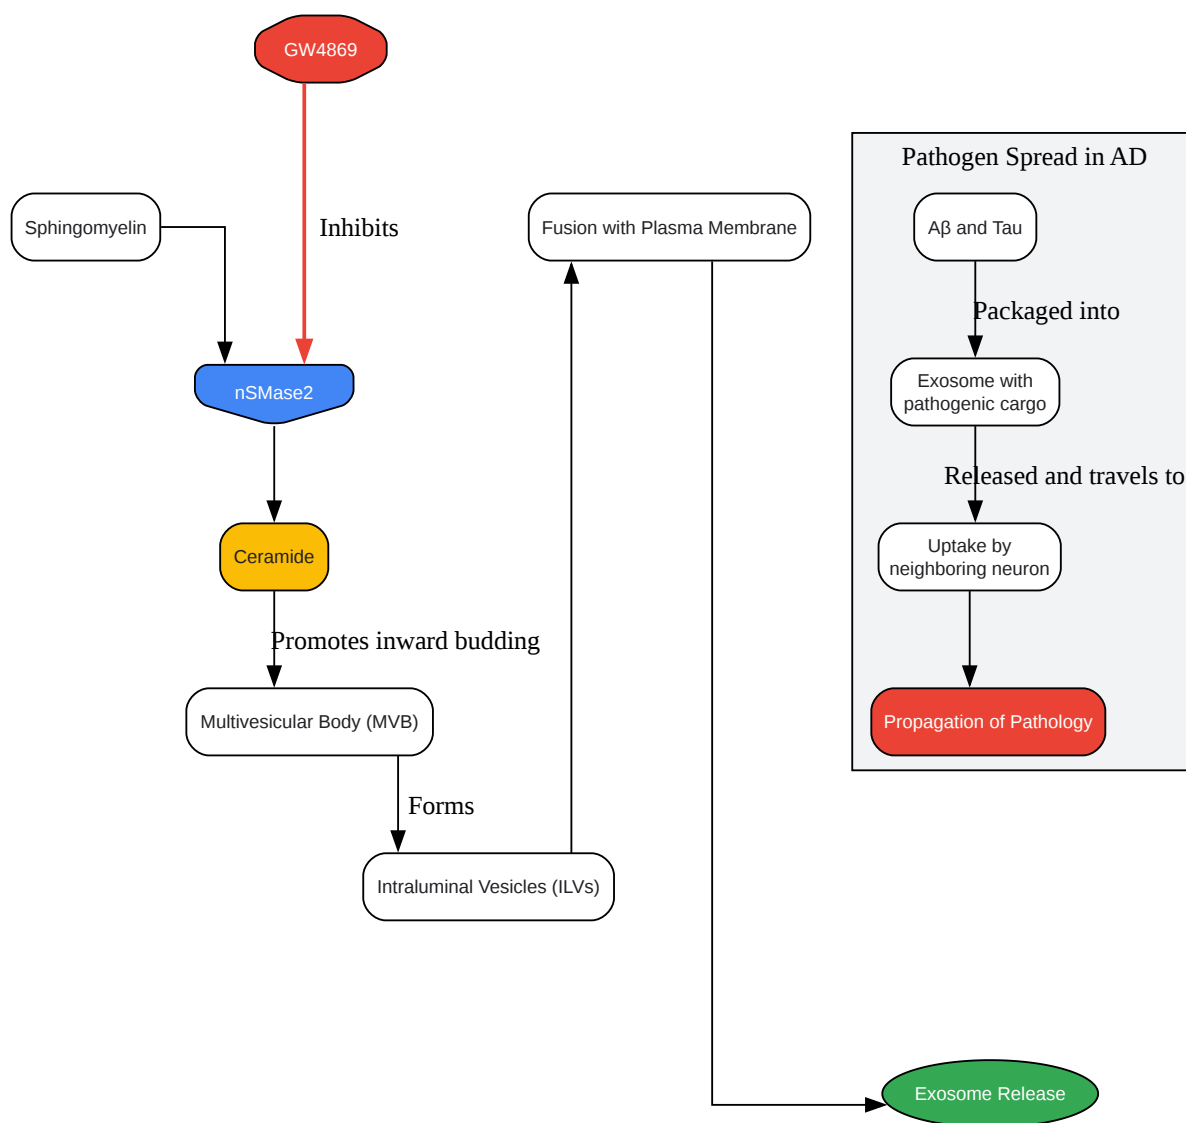 GW4869
Inhibits
Sphingomyelin
nSMase2
Ceramide
Promotes inward budding
Multivesicular Body (MVB)
Forms
Intraluminal Vesicles (ILVs)
Fusion with Plasma Membrane
Exosome Release
Pathogen Spread in AD
Aβ and Tau
Packaged into
Exosome with
pathogenic cargo
Released and travels to
Uptake by
neighboring neuron
Propagation of Pathology